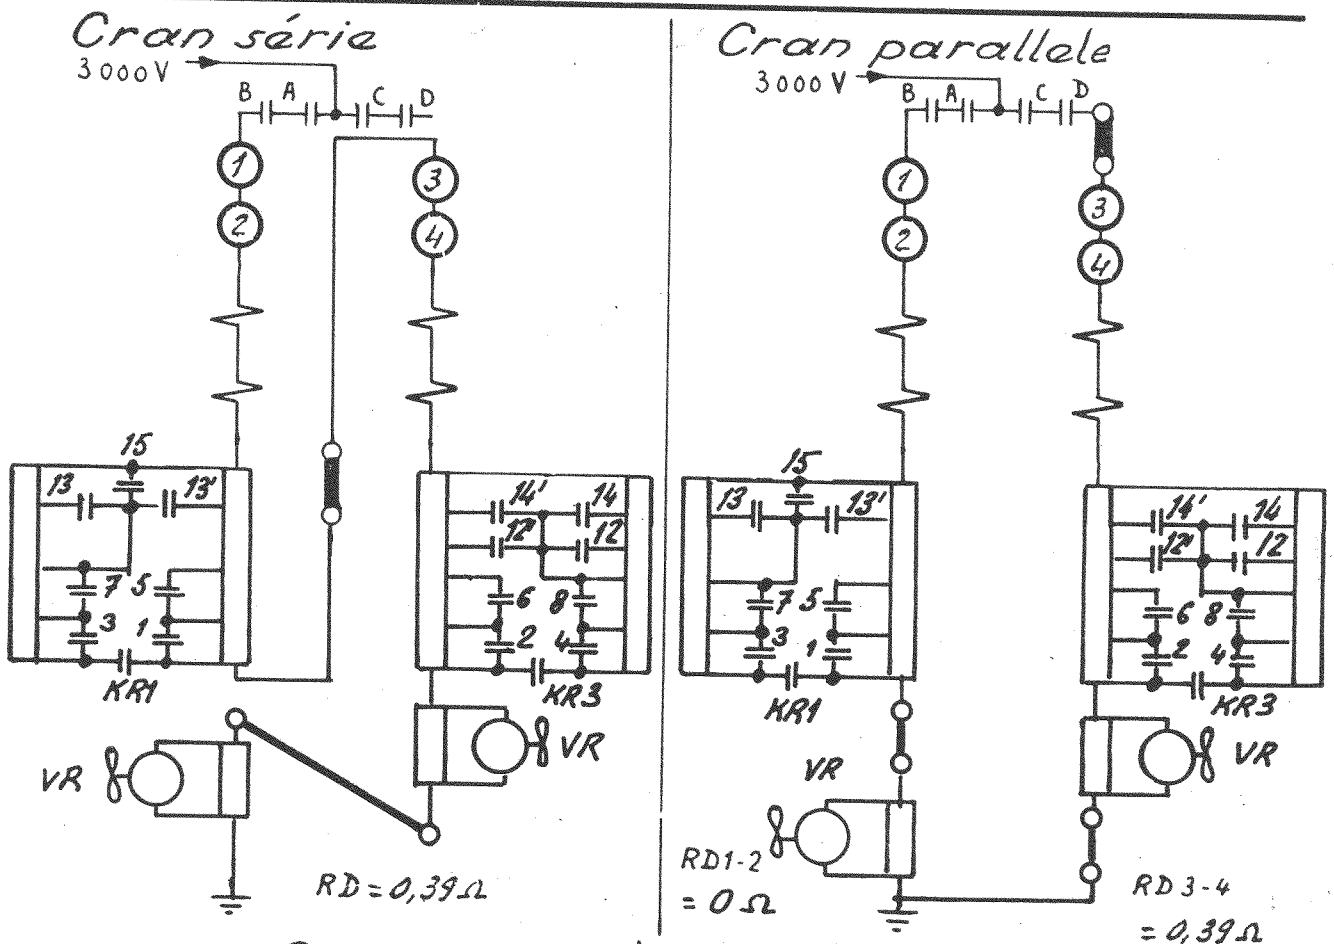 Cran série
3000V
B A C D
1
2
3
4
15
13 13'
7 5
3 1
KR1
14' 14
12' 12
6 8
2 4
KR3
VR
VR
RD = 0,39 Ω
Cran parallele
3000V
B A C D
1
2
3
4
15
13 13'
7 5
3 1
KR1
14' 14
12' 12
6 8
2 4
KR3
VR
VR
RD1-2
= 0 Ω
RD 3-4
= 0,39 Ω